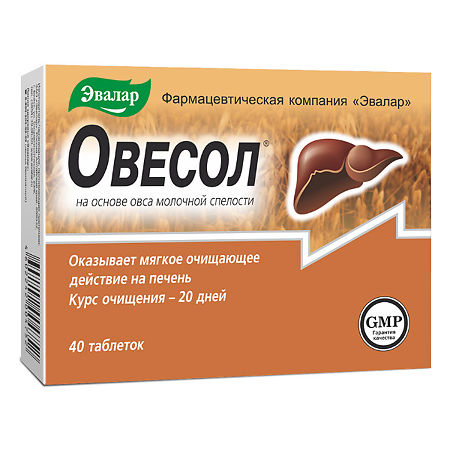 Эвалар
Фармацевтическая компания «Эвалар»
Овесол®
на основе овса молочной спелости
Оказывает мягкое очищающее
действие на печень
Курс очищения – 20 дней
40 таблеток
GMP
Гарантия
качества